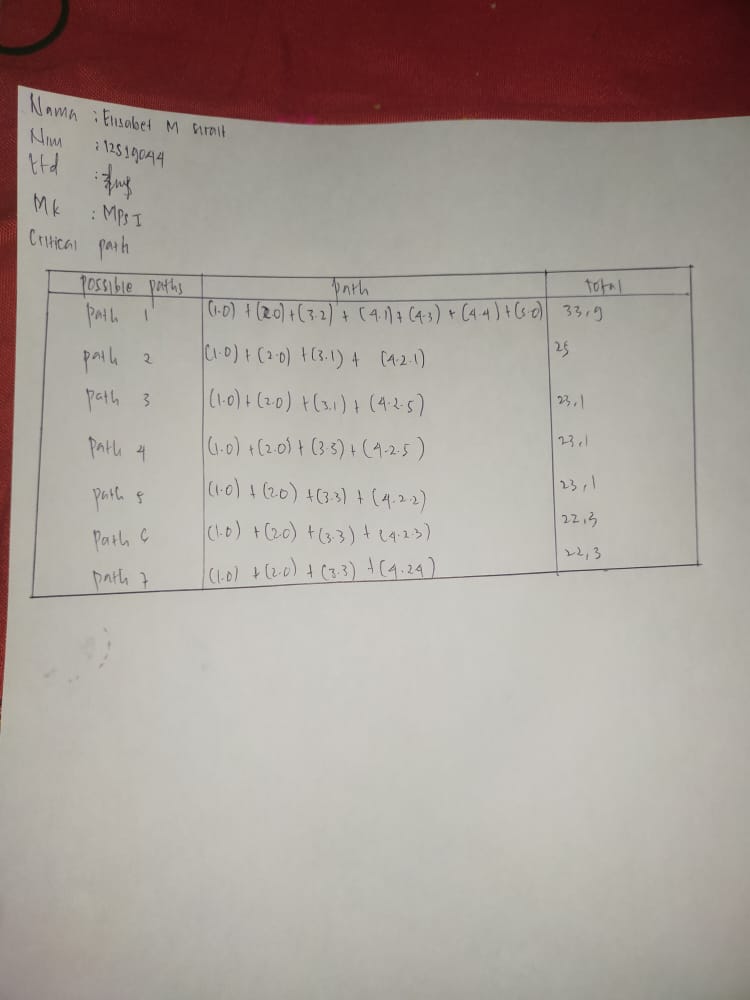 Nama : Elisabet M Sirait
Nim : 12S19044
ttd :
Mk : MPSI
Critical path
possible paths path total
path 1 (1.0) + (2.0) + (3.2) + (4.1) + (4.3) + (4.4) + (5.0) 33,9
path 2 (1.0) + (2.0) + (3.1) + (4.2.1) 25
path 3 (1.0) + (2.0) + (3.1) + (4.2.5) 23,1
path 4 (1.0) + (2.0) + (3.3) + (4.2.5) 23,1
path 5 (1.0) + (2.0) + (3.3) + (4.2.2) 23,1
path 6 (1.0) + (2.0) + (3.3) + (4.2.3) 22,3
path 7 (1.0) + (2.0) + (3.3) + (4.24) 22,3